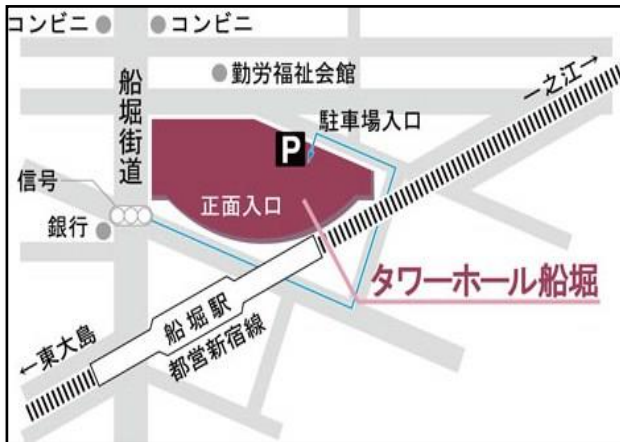 コンビニ
コンビニ
勤労福祉会館
一之江→
船堀街道
駐車場入口
P
信号
正面入口
銀行
タワーホール船堀
船堀駅
都営新宿線
←東大島